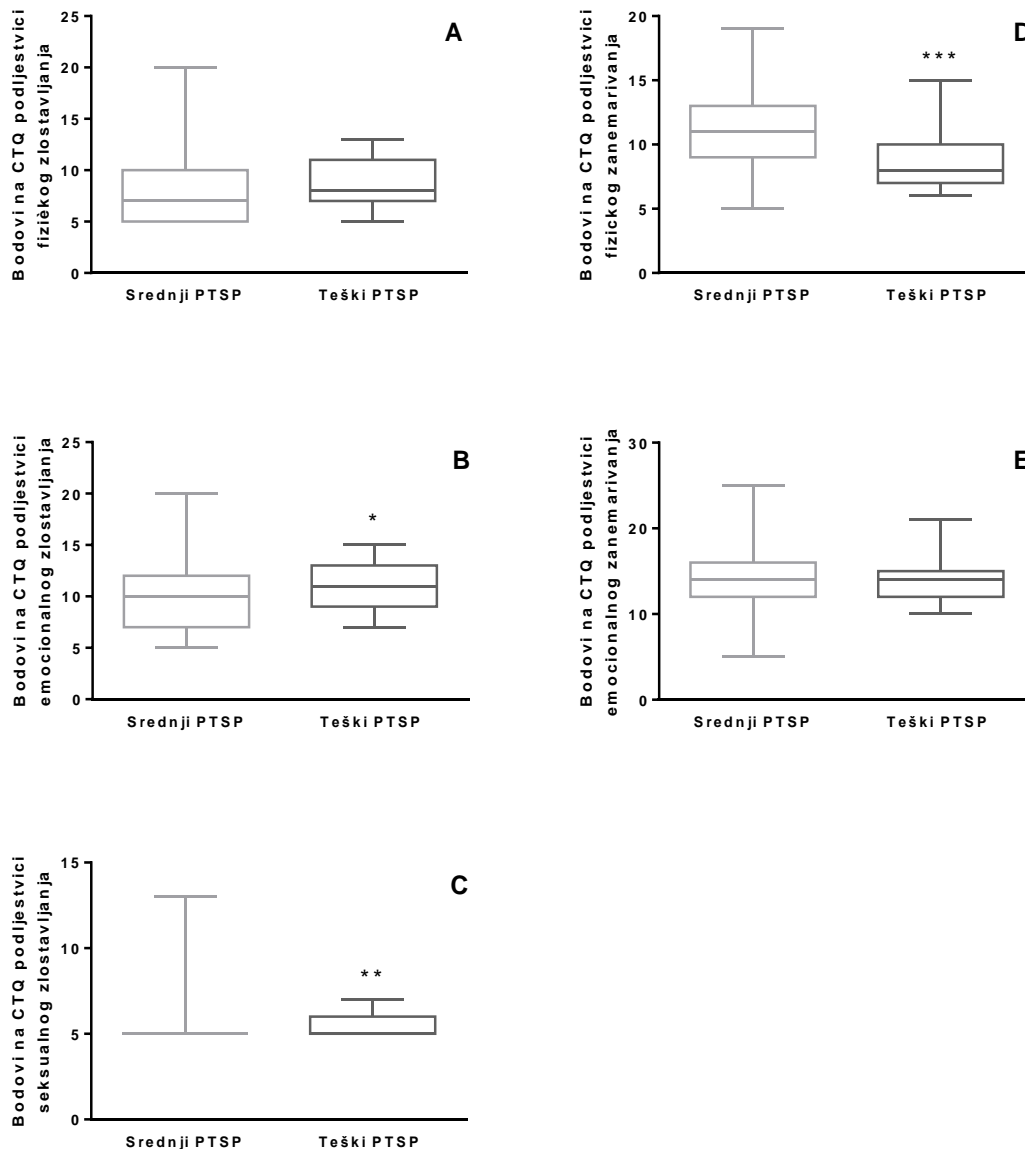 Bodovi na CTQ podljestvici
fizièkog zlostavljanja
25
20
15
10
5
0
A
Srednji PTSP
Teški PTSP
Bodovi na CTQ podljestvici
fizickog zanemarivanja
20
15
10
5
0
D
***
Srednji PTSP
Teški PTSP
Bodovi na CTQ podljestvici
emocionalnog zlostavljanja
25
20
15
10
5
0
B
*
Srednji PTSP
Teški PTSP
Bodovi na CTQ podljestvici
emocionalnog zanemarivanja
30
20
10
0
E
Srednji PTSP
Teški PTSP
Bodovi na CTQ podljestvici
seksualnog zlostavljanja
15
10
5
0
C
**
Srednji PTSP
Teški PTSP